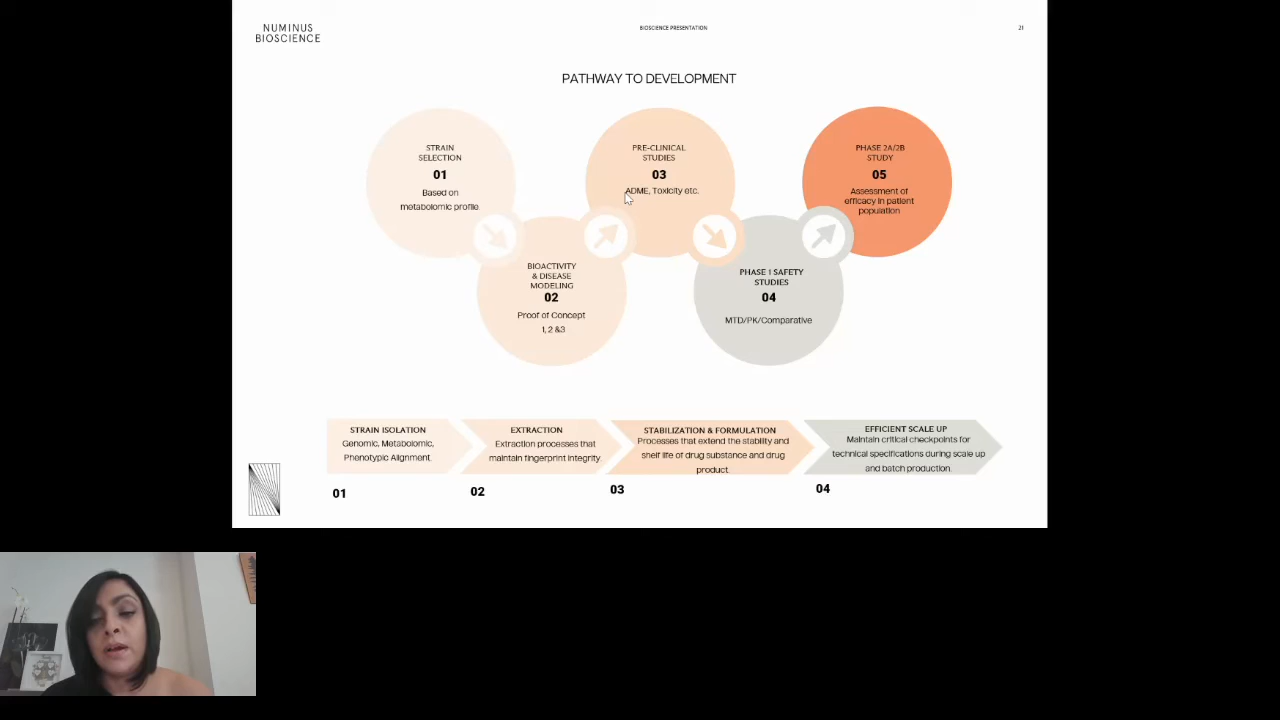 NUMINUS
BIOSCIENCE
BIOSCIENCE PRESENTATION
21
PATHWAY TO DEVELOPMENT
STRAIN
SELECTION
01
Based on
metabolomic profile.
BIOACTIVITY
& DISEASE
MODELING
02
Proof of Concept
1, 2 &3
PRE-CLINICAL
STUDIES
03
ADME, Toxicity etc.
PHASE 1 SAFETY
STUDIES
04
MTD/PK/Comparative
PHASE 2A/2B
STUDY
05
Assessment of
efficacy in patient
population
STRAIN ISOLATION
Genomic, Metabolomic,
Phenotypic Alignment.
01
EXTRACTION
Extraction processes that
maintain fingerprint integrity
02
STABILIZATION & FORMULATION
Processes that extend the stability and
shelf life of drug substance and drug
product.
03
EFFICIENT SCALE UP
Maintain critical checkpoints for
technical specifications during scale up
and batch production.
04